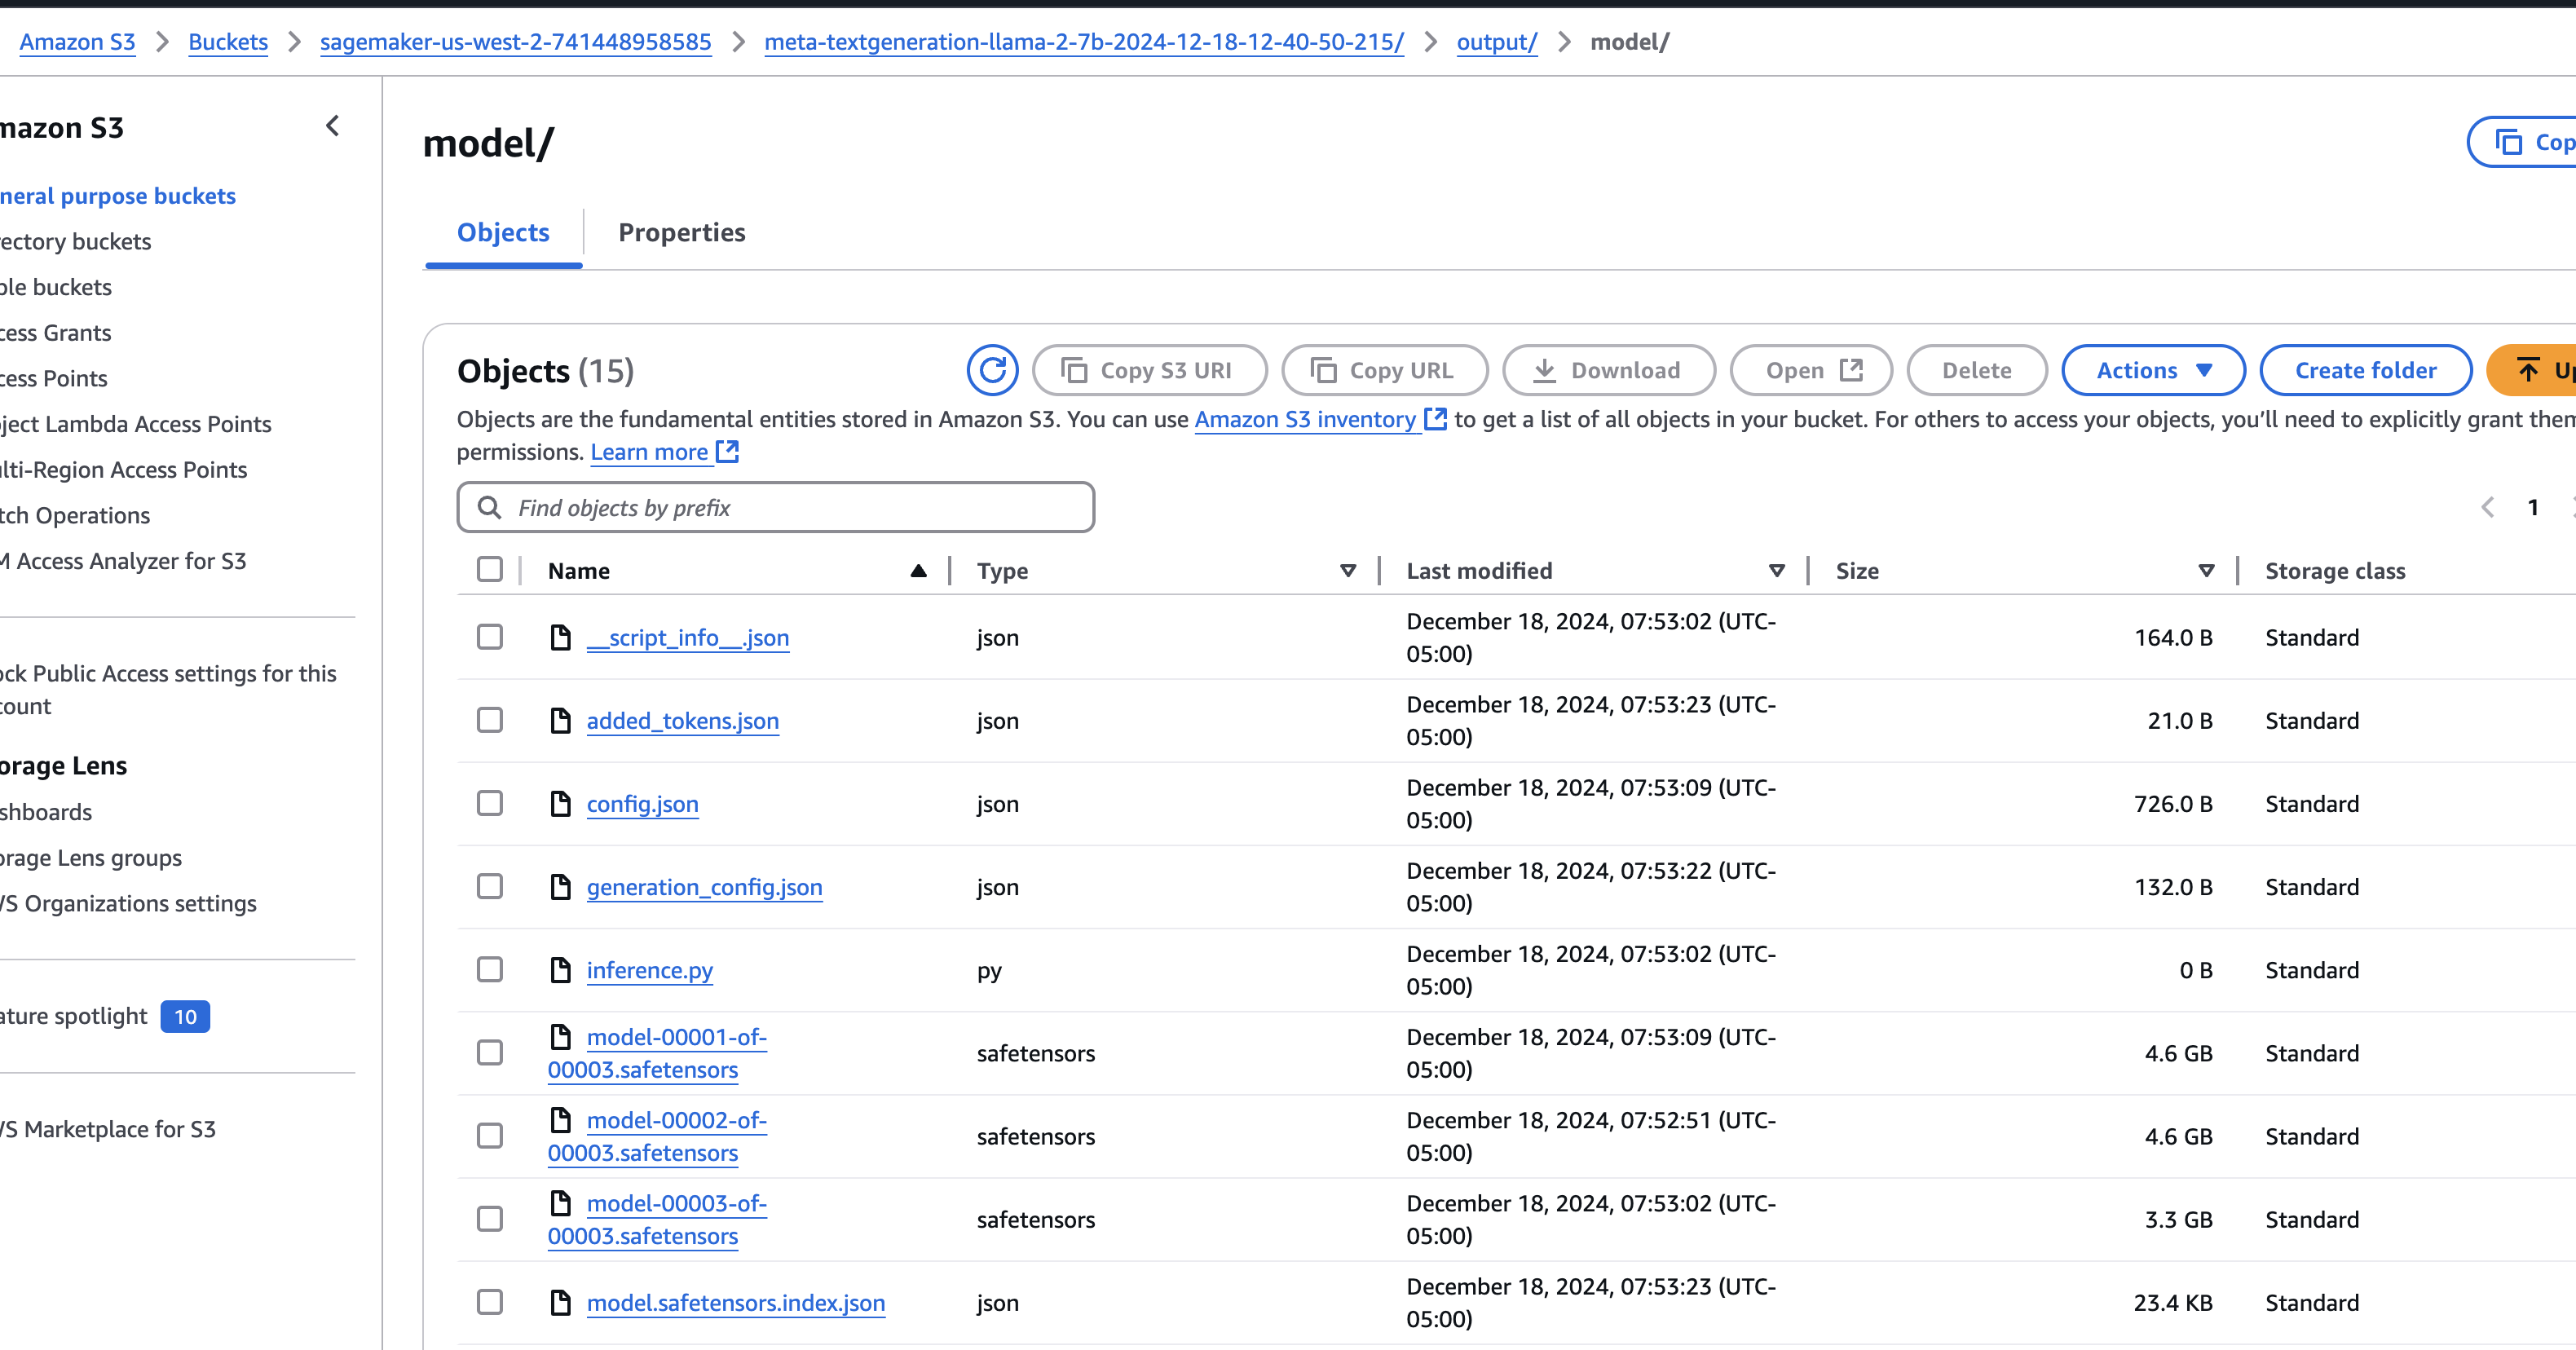 Amazon S3 > Buckets > sagemaker-us-west-2-741448958585 > meta-textgeneration-llama-2-7b-2024-12-18-12-40-50-215/ > output/ > model/
mazon S3
neral purpose buckets
ectory buckets
ble buckets
cess Grants
cess Points
ject Lambda Access Points
lti-Region Access Points
tch Operations
M Access Analyzer for S3
ock Public Access settings for this
count
orage Lens
shboards
orage Lens groups
VS Organizations settings
ature spotlight 10
VS Marketplace for S3
model/
Cop
Objects
Properties
Objects (15)
Copy S3 URI
Copy URL
Download
Open
Delete
Actions
Create folder
Up
Objects are the fundamental entities stored in Amazon S3. You can use Amazon S3 inventory to get a list of all objects in your bucket. For others to access your objects, you’ll need to explicitly grant them
permissions. Learn more
Find objects by prefix
1
Name Type Last modified Size Storage class
__script_info__.json json December 18, 2024, 07:53:02 (UTC-
05:00) 164.0 B Standard
added_tokens.json json December 18, 2024, 07:53:23 (UTC-
05:00) 21.0 B Standard
config.json json December 18, 2024, 07:53:09 (UTC-
05:00) 726.0 B Standard
generation_config.json json December 18, 2024, 07:53:22 (UTC-
05:00) 132.0 B Standard
inference.py py December 18, 2024, 07:53:02 (UTC-
05:00) 0 B Standard
model-00001-of-
00003.safetensors safetensors December 18, 2024, 07:53:09 (UTC-
05:00) 4.6 GB Standard
model-00002-of-
00003.safetensors safetensors December 18, 2024, 07:52:51 (UTC-
05:00) 4.6 GB Standard
model-00003-of-
00003.safetensors safetensors December 18, 2024, 07:53:02 (UTC-
05:00) 3.3 GB Standard
model.safetensors.index.json json December 18, 2024, 07:53:23 (UTC-
05:00) 23.4 KB Standard